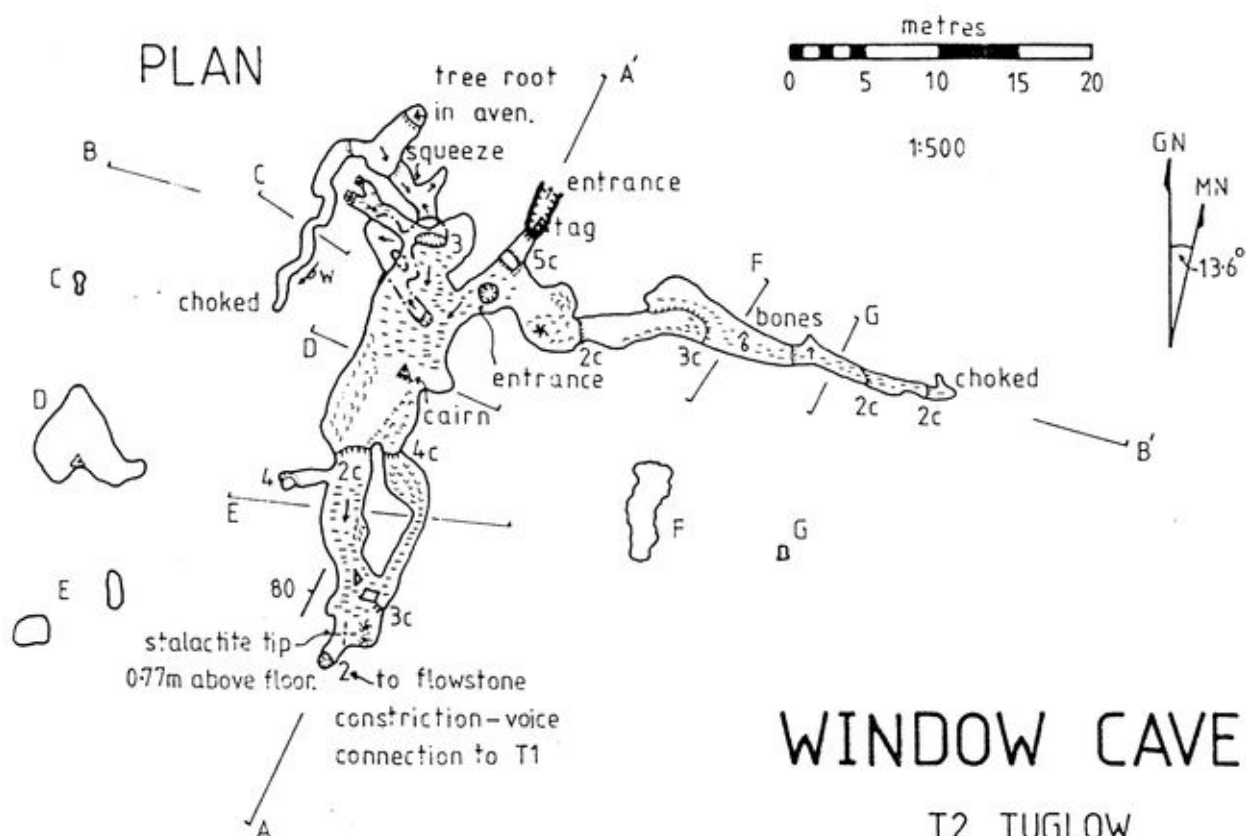 PLAN
metres
0 5 10 15 20
1:500
GN
MN
13·6°
A'
tree root
in aven.
squeeze
entrance
tag
B
C
3
5c
F
bones
G
C
W
choked
D
entrance
2c
3c
choked
2c
2c
B'
cairn
D
4c
4
2c
E
F
G
E
80
3c
stalactite tip
0·77m above floor.
2
to flowstone
constriction – voice
connection to T1
A
WINDOW CAVE
T2 TUGLOW